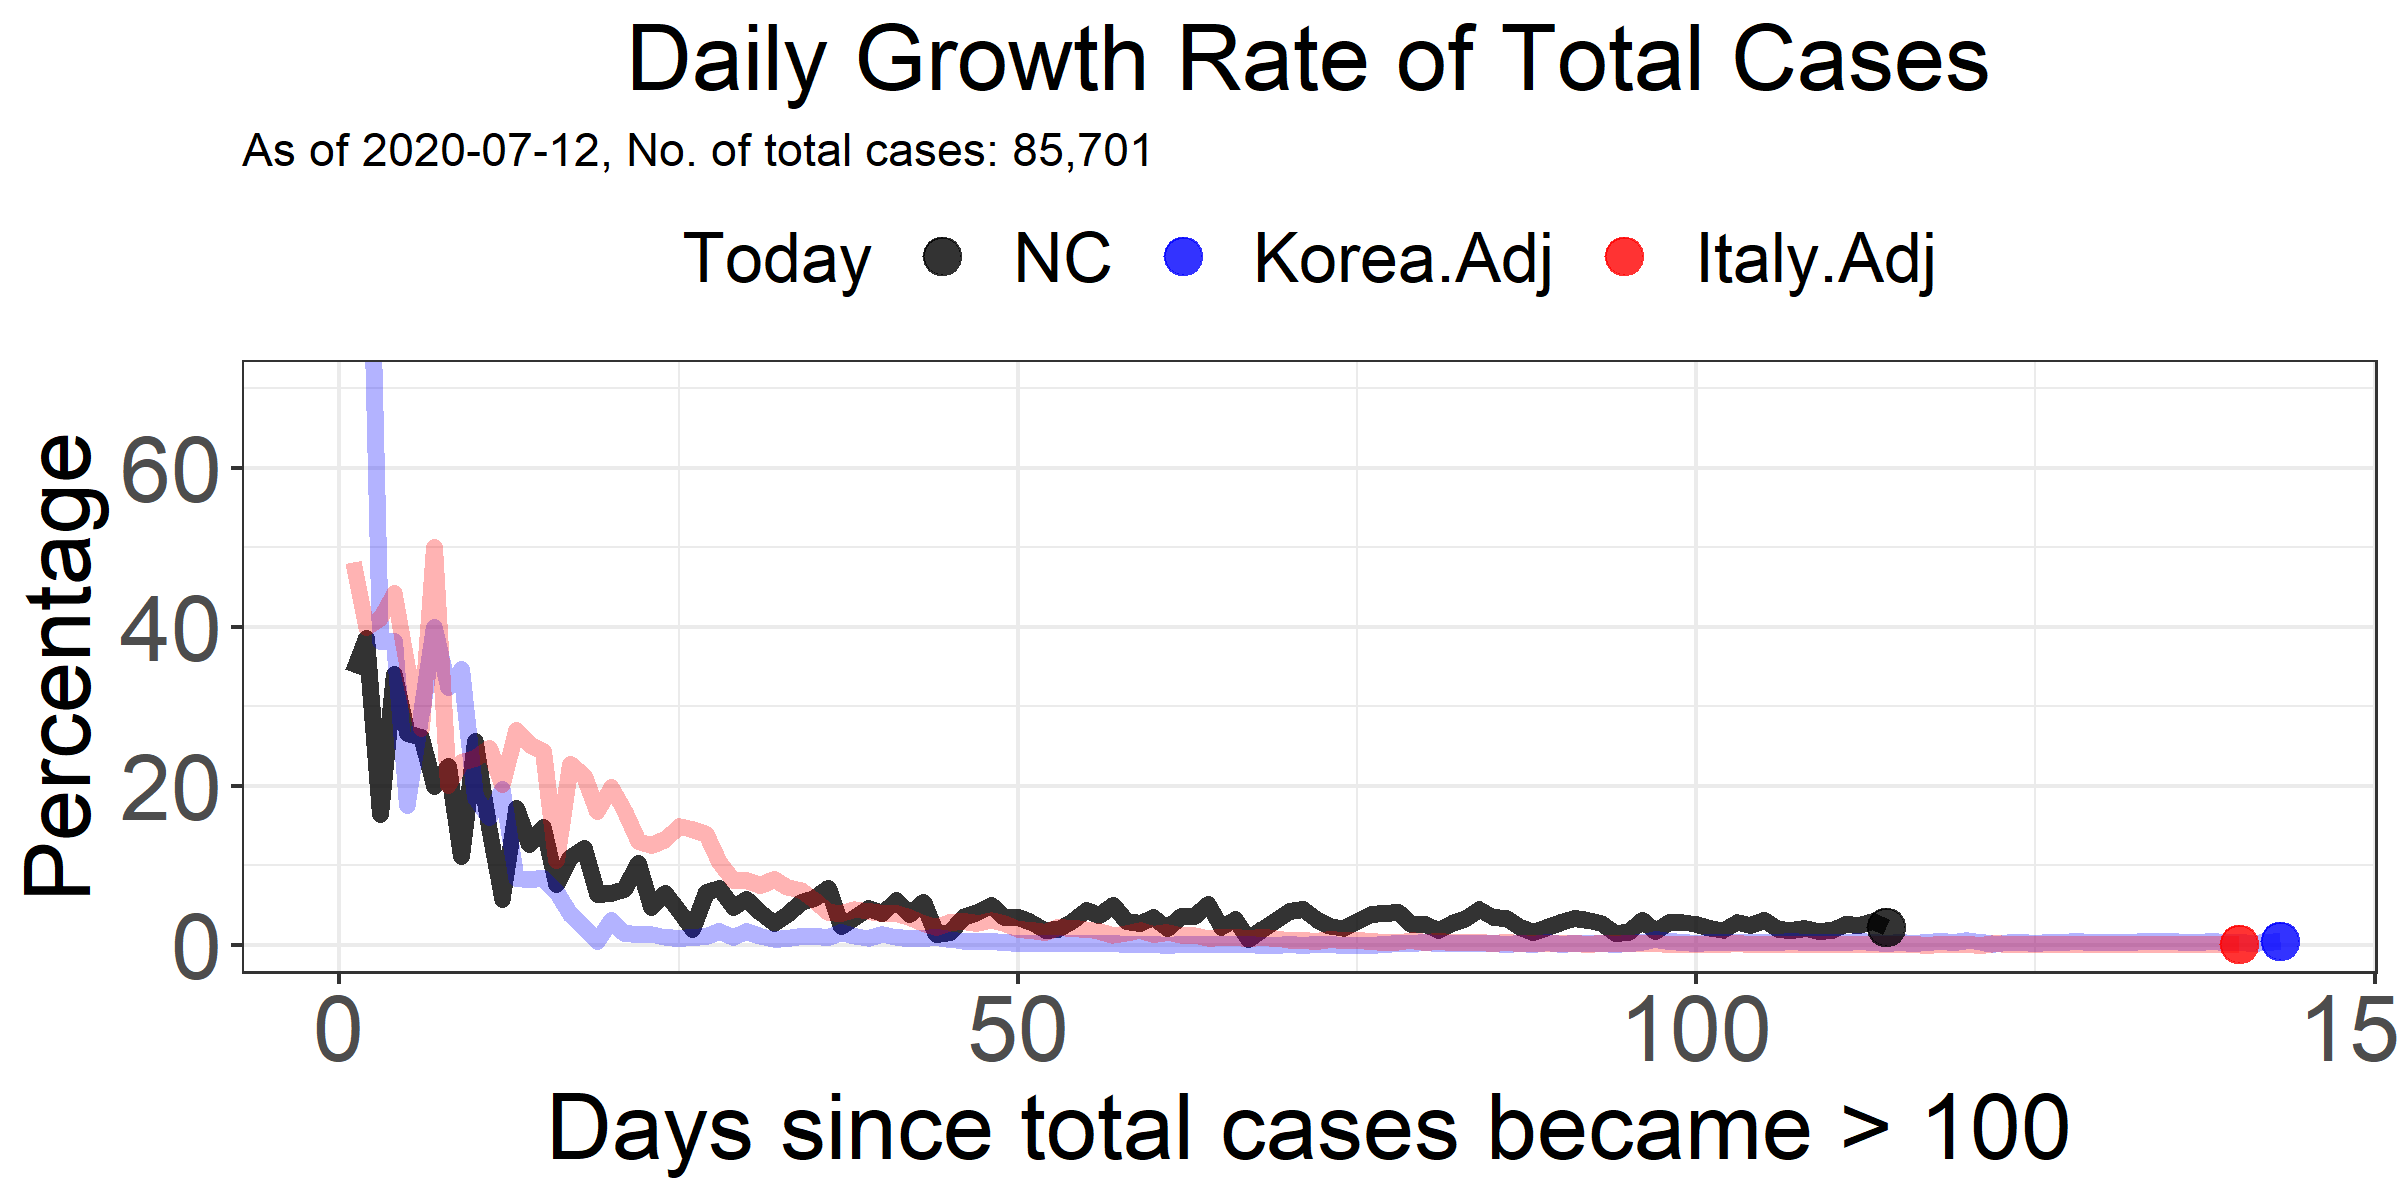 Daily Growth Rate of Total Cases
As of 2020-07-12, No. of total cases: 85,701
Today NC Korea.Adj Italy.Adj
Percentage
60
40
20
0
0 50 100 15
Days since total cases became > 100